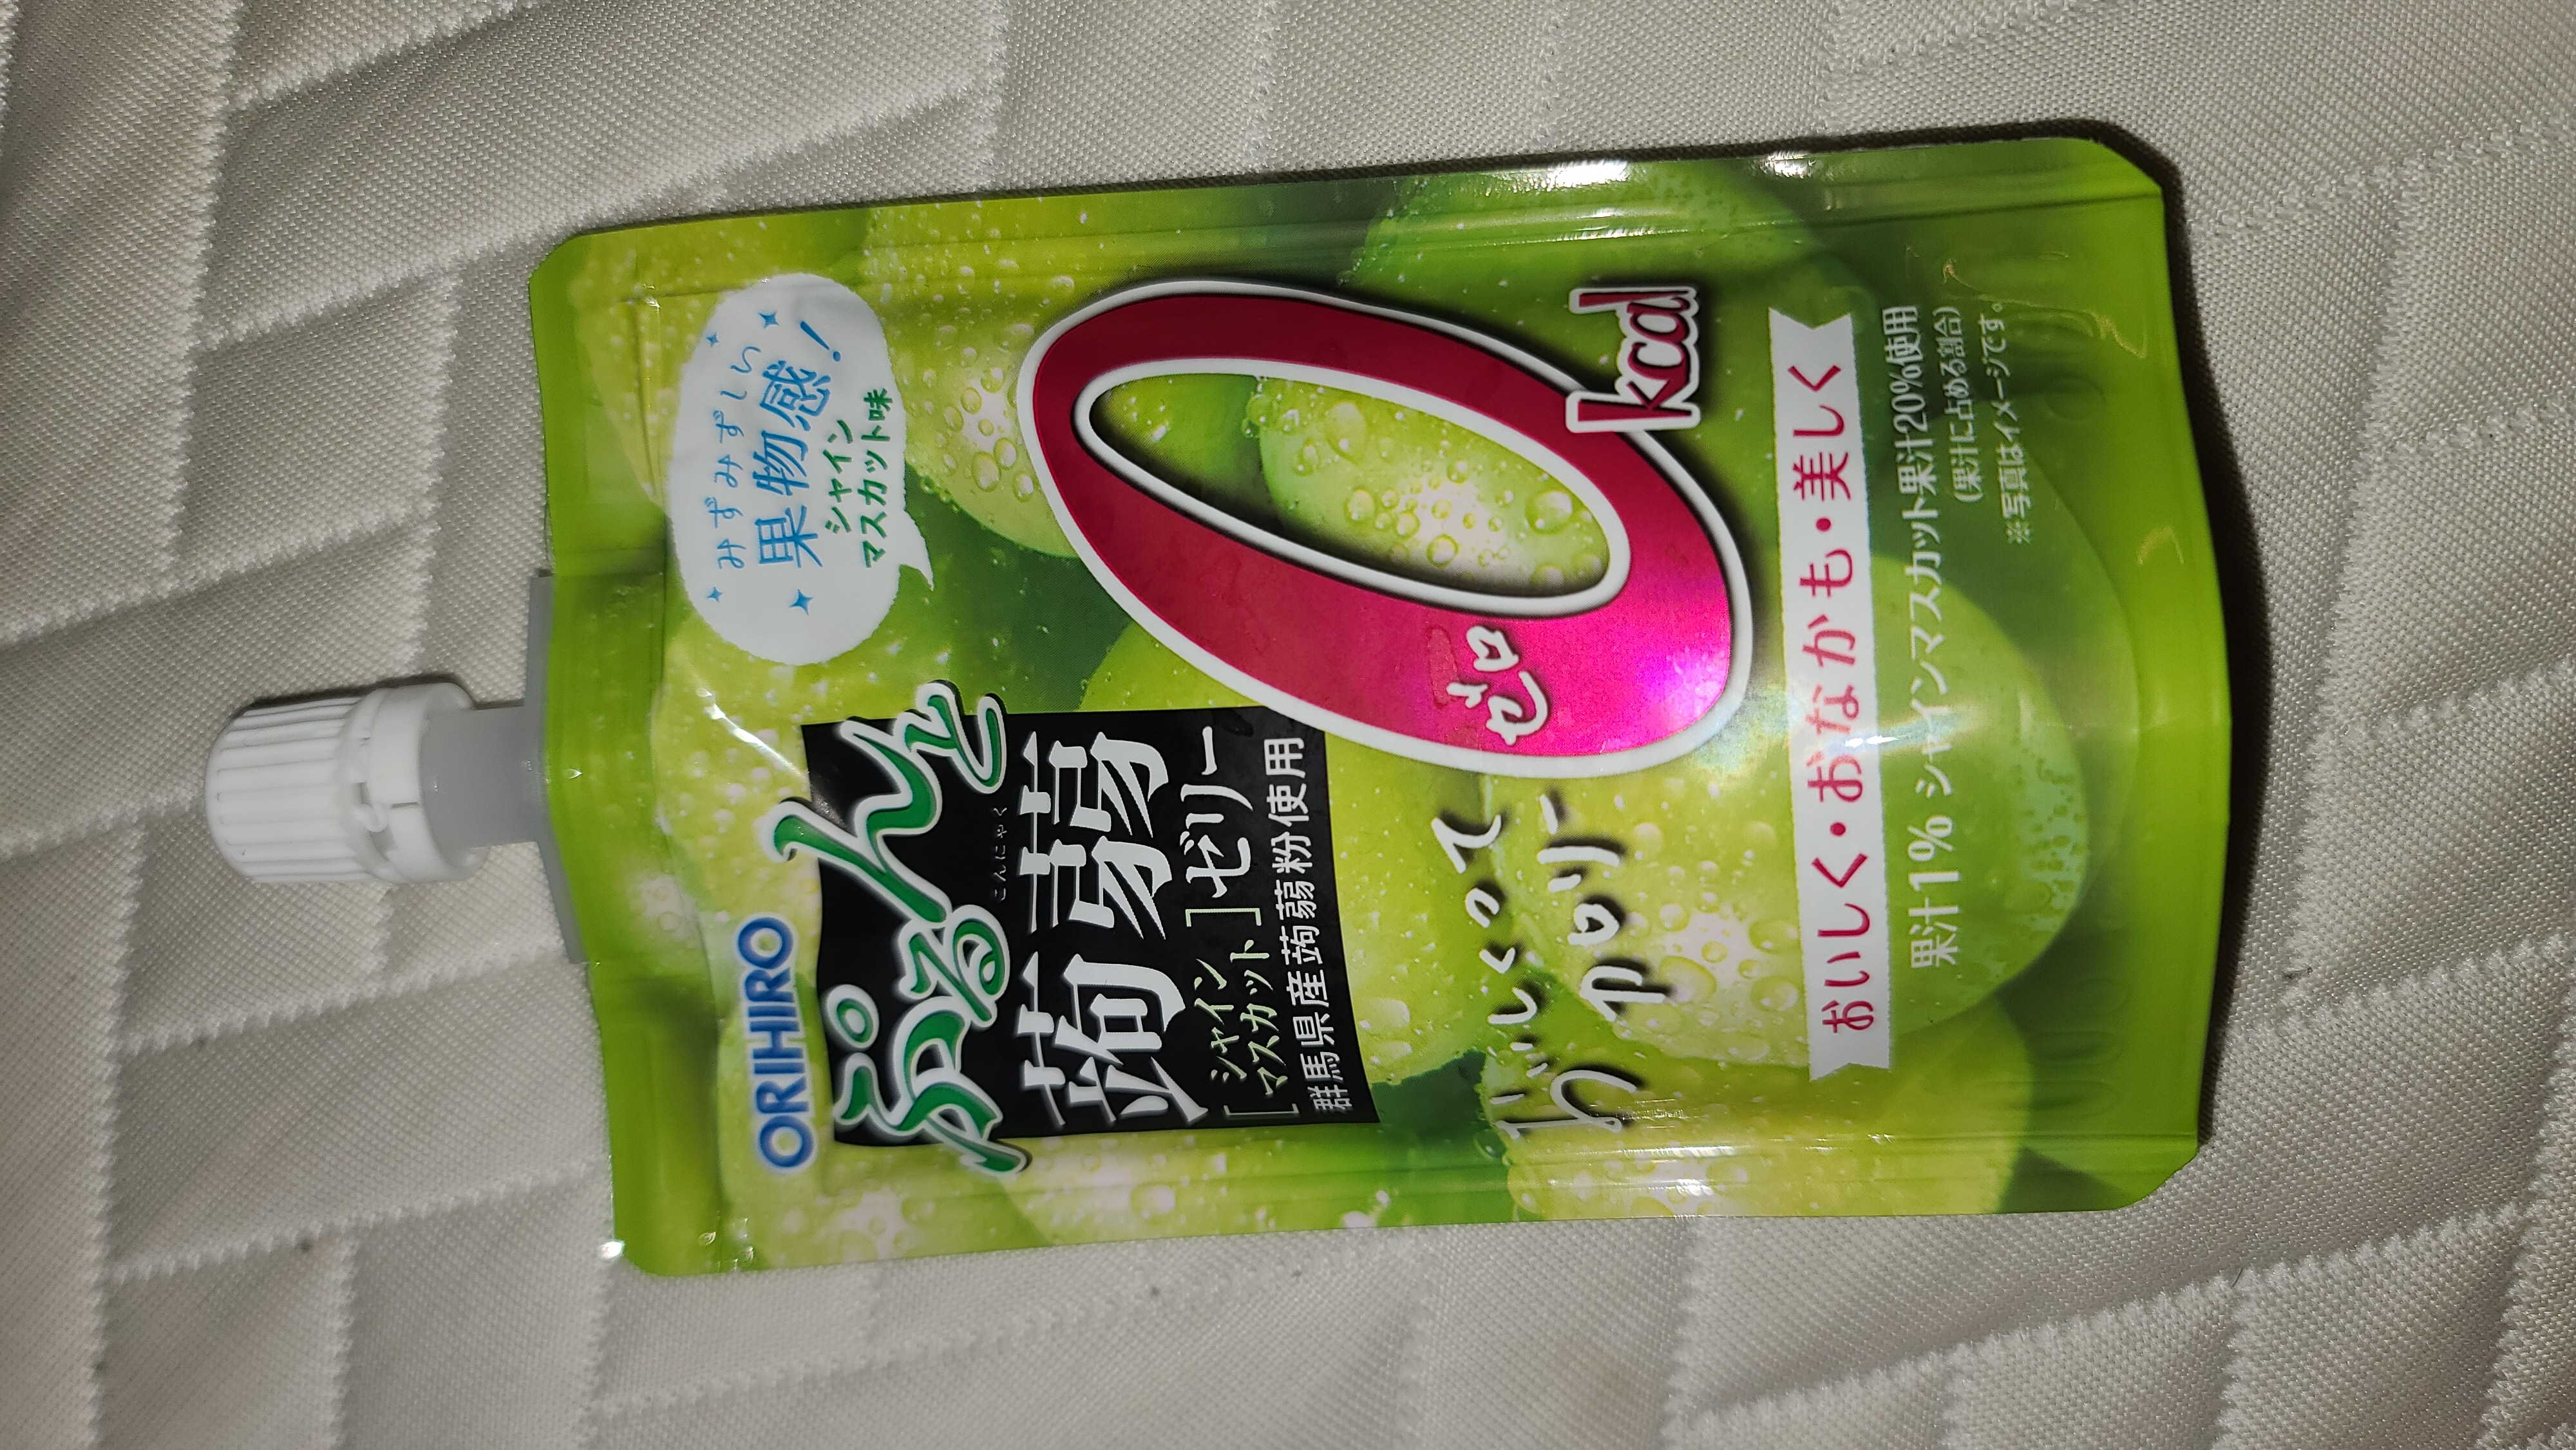 ORIHIRO
みずみずしい
果物感!
シャイン
マスカット味
ぷるんと
こんにゃく
蒟蒻
[シャインマスカット]ゼリー
群馬県産蒟蒻粉使用
おいしくって
カロリー
ゼロ
0kcal
おいしく・おなかも・美しく
果汁1% シャインマスカット果汁20%使用
(果汁に占める割合)
※写真はイメージです。